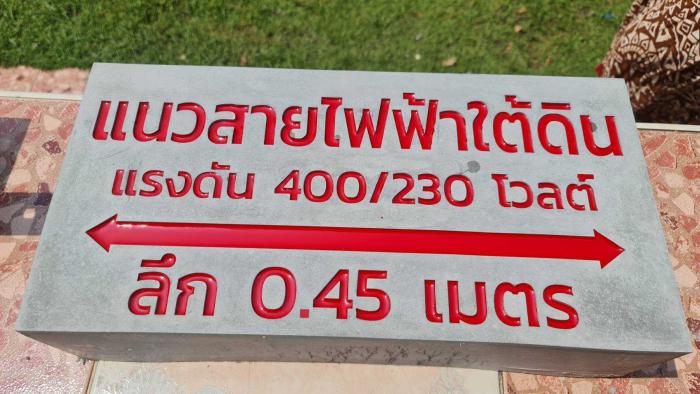 แนวสายไฟฟ้าใต้ดิน
แรงดัน 400/230 โวลต์
ลึก 0.45 เมตร